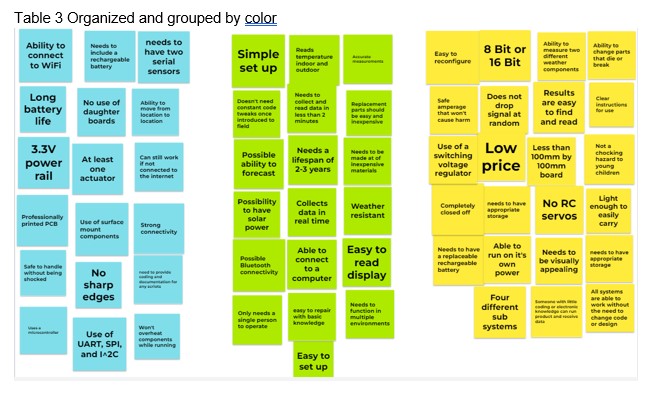 Table 3 Organized and grouped by color
Ability to
connect
to WiFi
Needs to
include a
rechargeable
battery
needs to
have two
serial
sensors
Long
battery
life
No use of
daughter
boards
Ability to
move from
location to
location
3.3V
power
rail
At least
one
actuator
Can still work
if not
connected to
the internet
Professionally
printed PCB
Use of surface
mount
components
Strong
connectivity
Safe to handle
without being
shocked
No
sharp
edges
need to provide
coding and
documentation for
any scripts
Uses a
microcontroller
Use of
UART, SPI,
and I^2C
Won't
overheat
components
while running
Simple
set up
Reads
temperature
indoor and
outdoor
Accurate
measurements
Doesn't need
constant code
tweaks once
introduced to
field
Needs to
collect and
read data in
less than 2
minutes
Replacement
parts should
be easy and
inexpensive
Possible
ability to
forecast
Needs a
lifespan of
2-3 years
Needs to be
made at of
inexpensive
materials
Possibility
to have
solar
power
Collects
data in
real time
Weather
resistant
Possible
Bluetooth
connectivity
Able to
connect
to a
computer
Easy to
read
display
Only needs a
single person
to operate
easy to repair
with basic
knowledge
Needs to
function in
multiple
environments
Easy to
set up
Easy to
reconfigure
8 Bit or
16 Bit
Ability to
measure two
different
weather
components
Ability to
change parts
that die or
break
Safe
amperage
that won't
cause harm
Does not
drop
signal at
random
Results
are easy
to find
and read
Clear
instructions
for use
Use of a
switching
voltage
regulator
Low
price
Less than
100mm by
100mm
board
Not a
chocking
hazard to
young
children
Completely
closed off
needs to have
appropriate
storage
No RC
servos
Light
enough to
easily
carry
Needs to have
a replaceable
rechargeable
battery
Able to
run on it's
own
power
Needs to
be visually
appealing
needs to have
appropriate
storage
Four
different
sub
systems
Someone with little
coding or electronic
knowledge can run
product and receive
data
All systems
are able to
work without
the need to
change code
or design